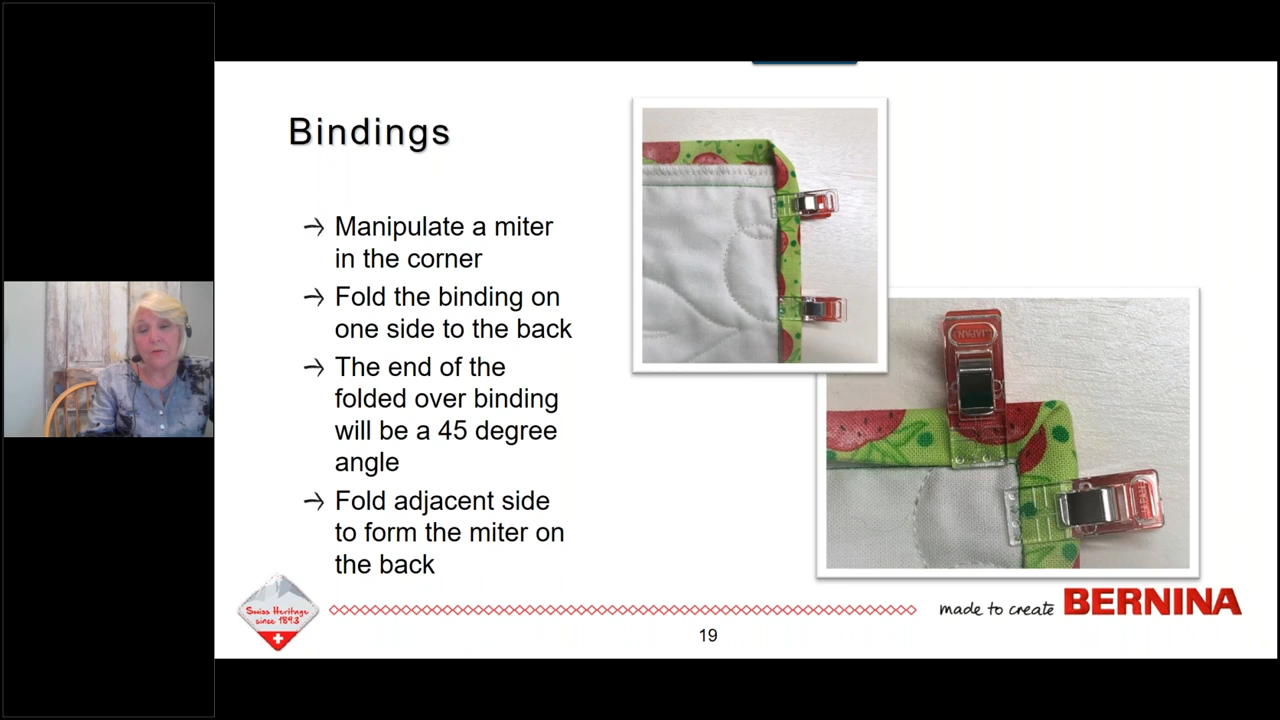 Bindings
Manipulate a miter
in the corner
Fold the binding on
one side to the back
The end of the
folded over binding
will be a 45 degree
angle
Fold adjacent side
to form the miter on
the back
JAPAN
JAPAN
Swiss Heritage
since 1893
made to create BERNINA
19